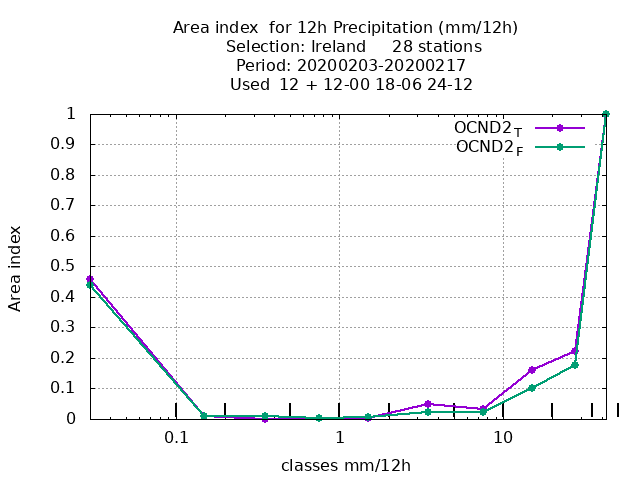 Area index  for 12h Precipitation (mm/12h)
Selection: Ireland     28 stations
Period: 20200203-20200217
Used  12 + 12-00 18-06 24-12
OCND2T
OCND2F
1
0.9
0.8
0.7
0.6
0.5
0.4
0.3
0.2
0.1
0
Area index
0.1
1
10
classes mm/12h